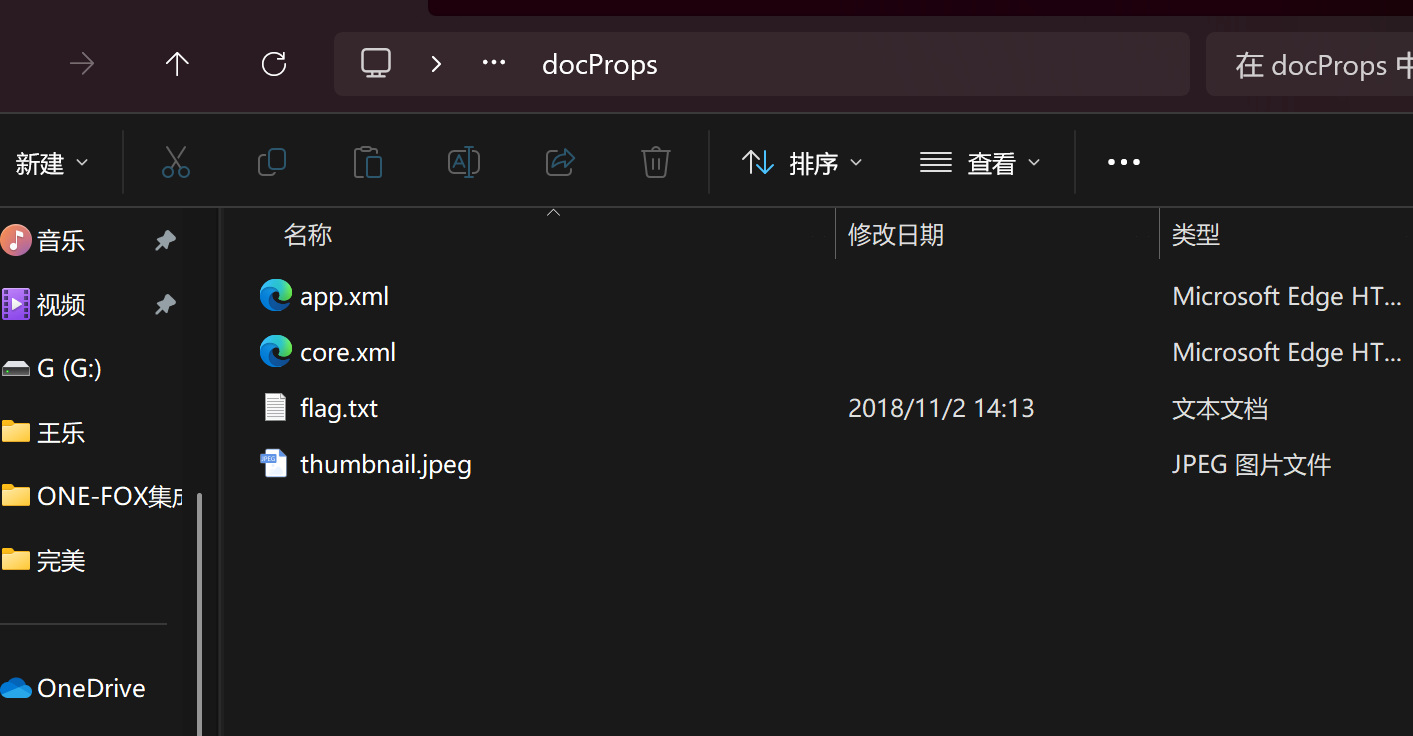 docProps
在 docProps 中
新建
排序
查看
名称
修改日期
类型
音乐
视频
G (G:)
王乐
ONE-FOX集成
完美
OneDrive
app.xml
Microsoft Edge HT...
core.xml
Microsoft Edge HT...
flag.txt
2018/11/2 14:13
文本文档
thumbnail.jpeg
JPEG 图片文件